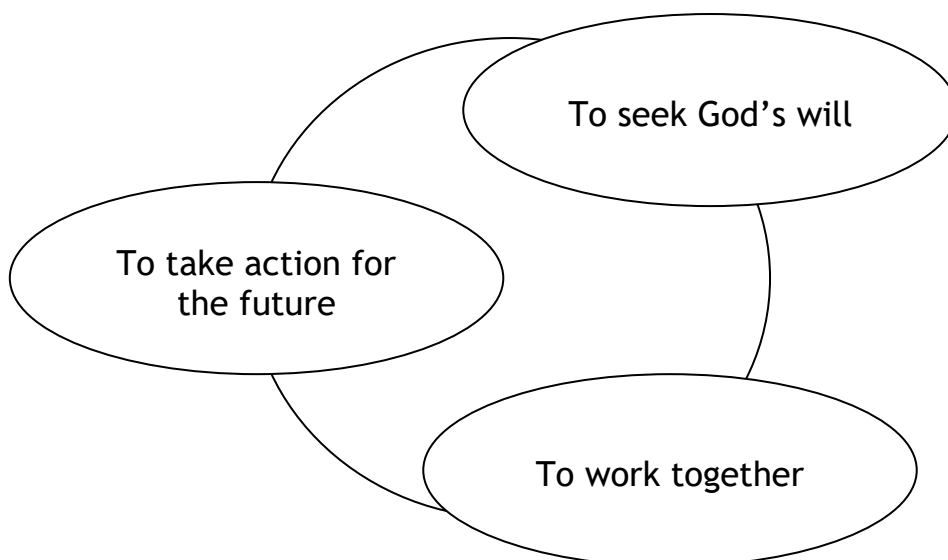 To seek God’s will
To take action for
the future
To work together